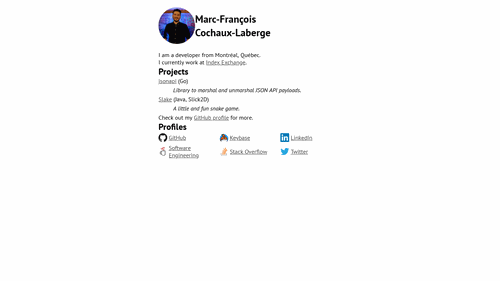 Marc-François
Cochaux-Laberge
I am a developer from Montréal, Québec.
I currently work at Index Exchange.
Projects
jsonapi (Go)
Library to marshal and unmarshal JSON API payloads.
Slake (Java, Slick2D)
A little and fun snake game.
Check out my GitHub profile for more.
Profiles
GitHub
Keybase
LinkedIn
Software
Engineering
Stack Overflow
Twitter